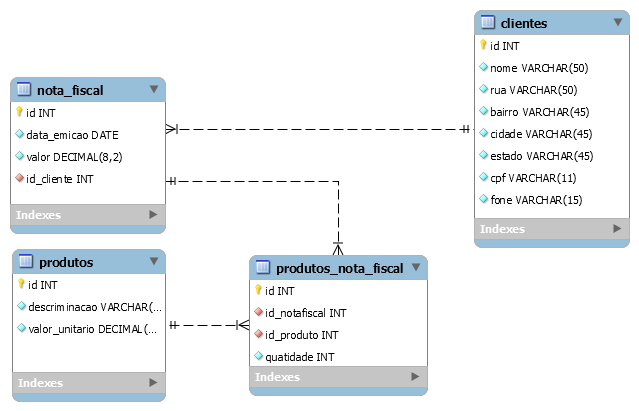 clientes
id INT
nome VARCHAR(50)
rua VARCHAR(50)
bairro VARCHAR(45)
cidade VARCHAR(45)
estado VARCHAR(45)
cpf VARCHAR(11)
fone VARCHAR(15)
Indexes
nota_fiscal
id INT
data_emicao DATE
valor DECIMAL(8,2)
id_cliente INT
Indexes
produtos
id INT
descriminacao VARCHAR(...
valor_unitario DECIMAL(...
Indexes
produtos_nota_fiscal
id INT
id_notafiscal INT
id_produto INT
quatidade INT
Indexes